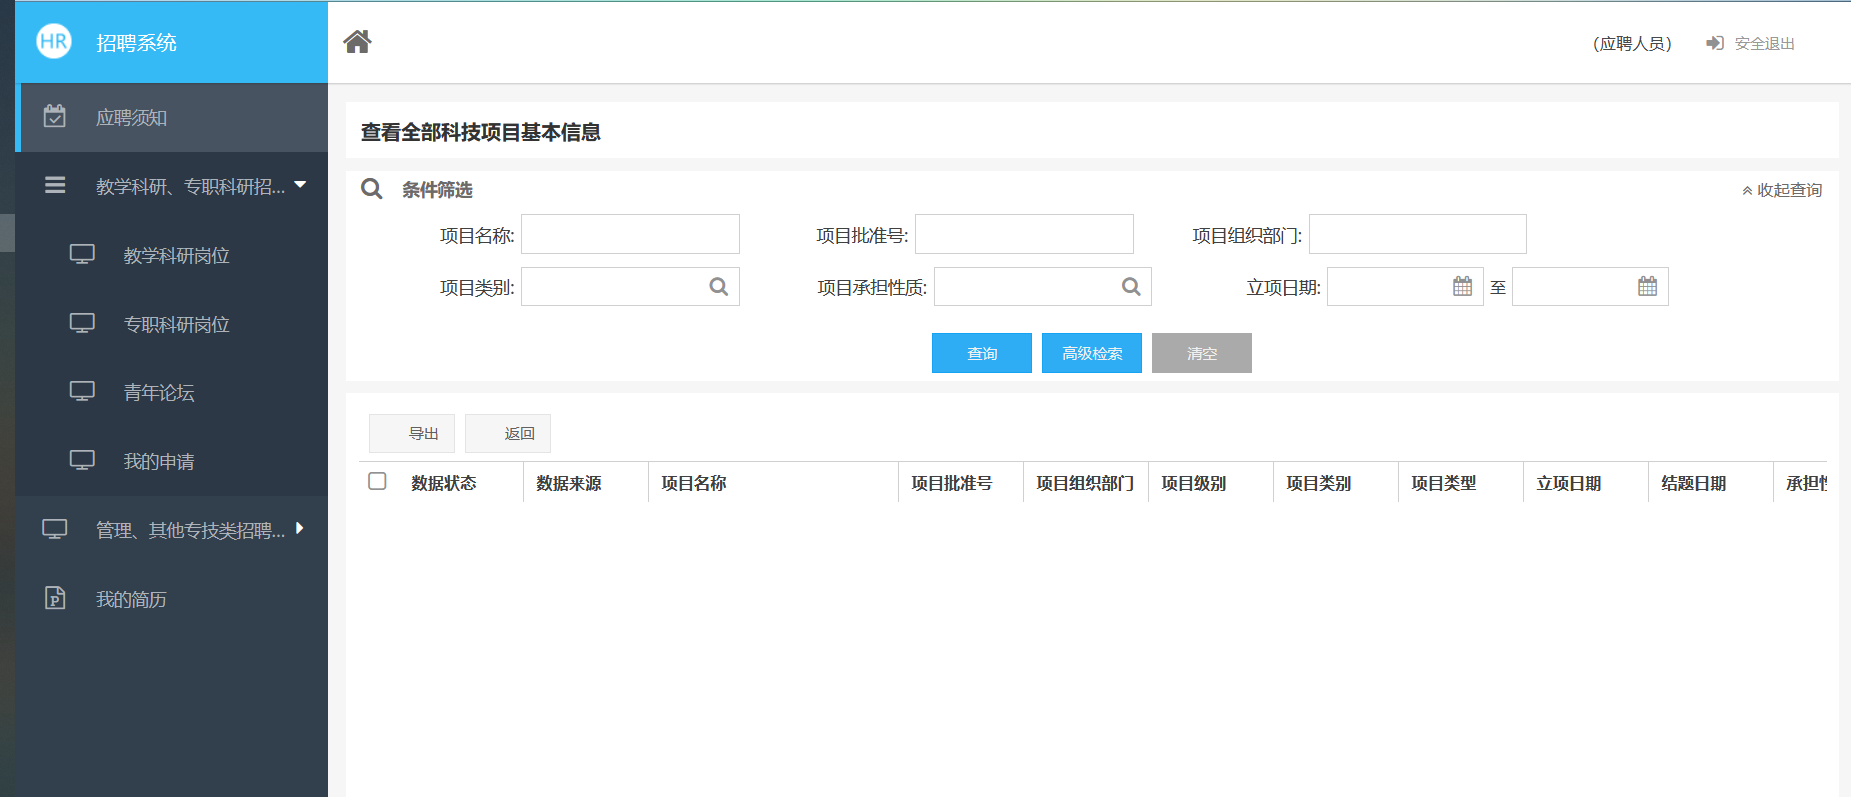 HR 招聘系统
(应聘人员) 安全退出
应聘须知
教学科研、专职科研招...
教学科研岗位
专职科研岗位
青年论坛
我的申请
管理、其他专技类招聘...
我的简历
查看全部科技项目基本信息
条件筛选 收起查询
项目名称: 项目批准号: 项目组织部门:
项目类别: 项目承担性质: 立项日期: 至
查询 高级检索 清空
导出 返回
数据状态 数据来源 项目名称 项目批准号 项目组织部门 项目级别 项目类别 项目类型 立项日期 结题日期 承担